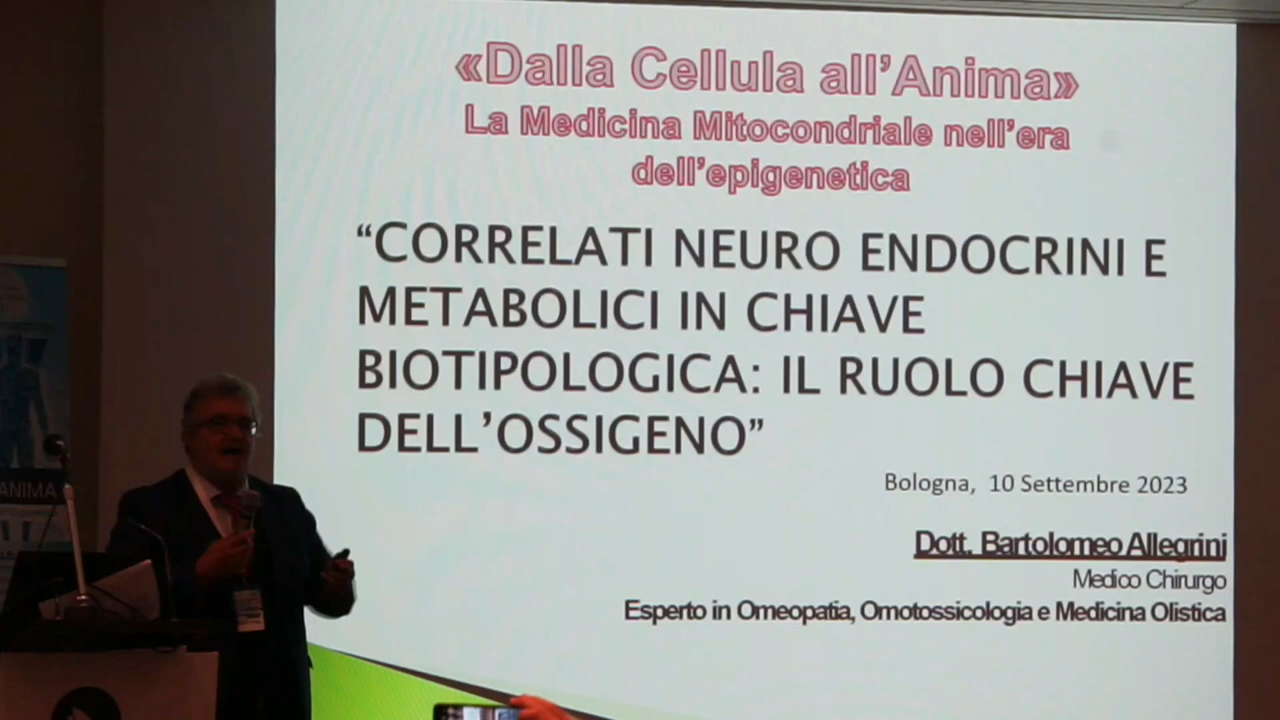 «Dalla Cellula all'Anima»
La Medicina Mitocondriale nell'era
dell'epigenetica
“CORRELATI NEURO ENDOCRINI E
METABOLICI IN CHIAVE
BIOTIPOLOGICA: IL RUOLO CHIAVE
DELL’OSSIGENO”
Bologna, 10 Settembre 2023
Dott. Bartolomeo Allegrini
Medico Chirurgo
Esperto in Omeopatia, Omotossicologia e Medicina Olistica
ANIMA